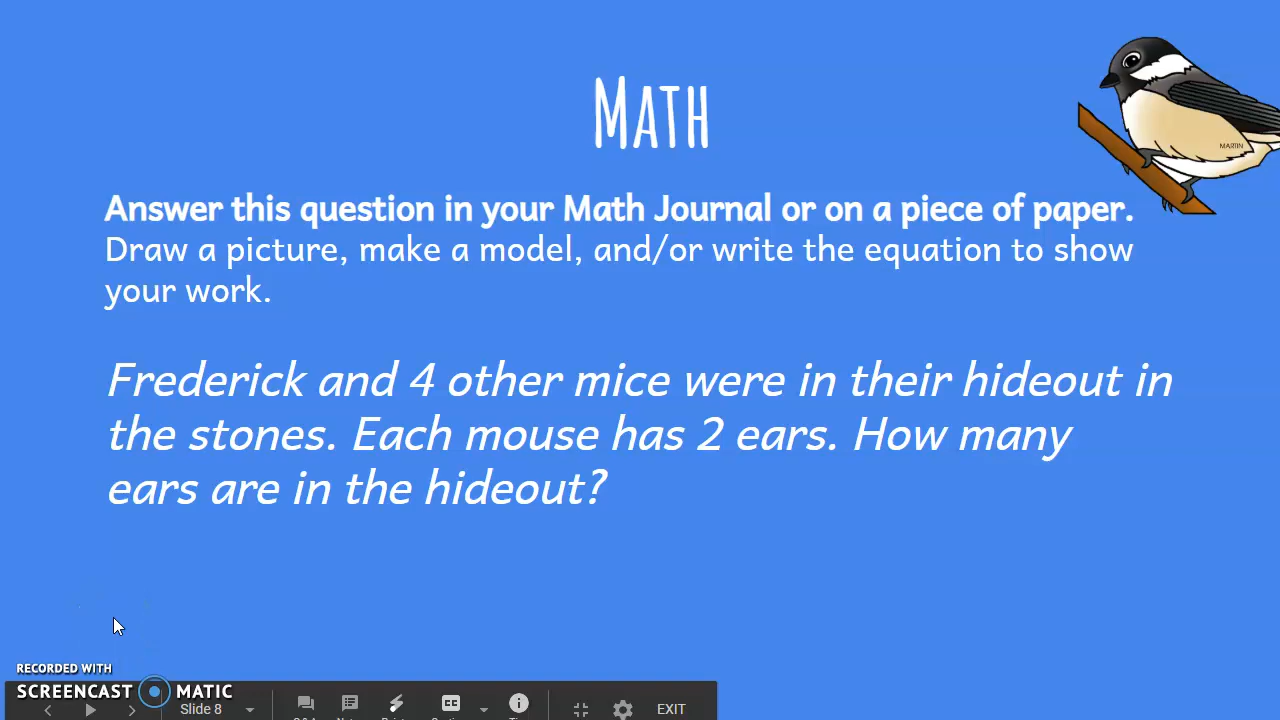 Math
MARTIN
Answer this question in your Math Journal or on a piece of paper.
Draw a picture, make a model, and/or write the equation to show
your work.
Frederick and 4 other mice were in their hideout in
the stones. Each mouse has 2 ears. How many
ears are in the hideout?
RECORDED WITH
SCREENCAST MATIC
Slide 8
CC
EXIT